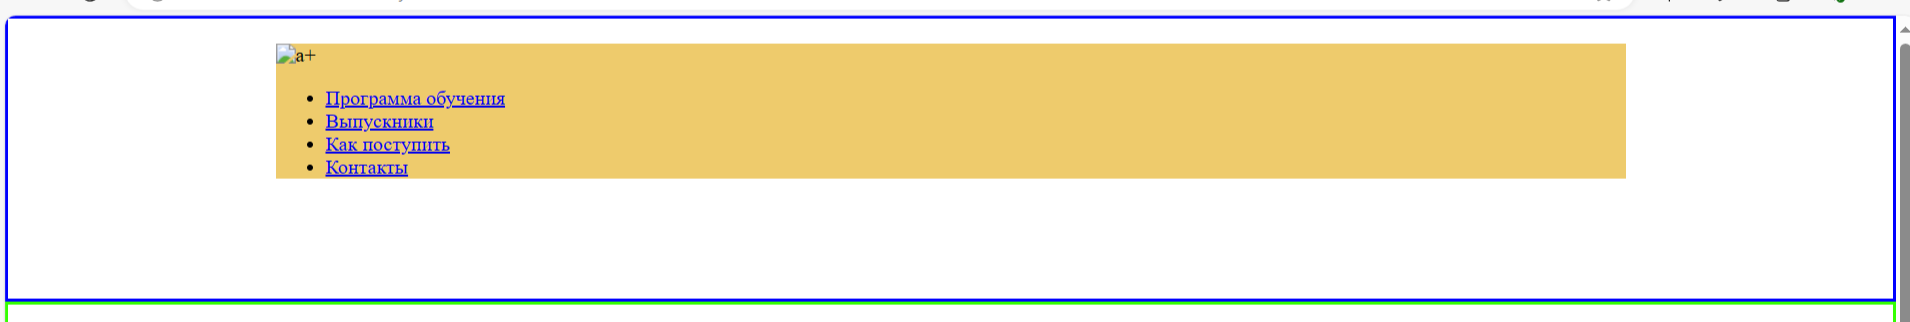 a+
Программа обучения
Выпускники
Как поступить
Контакты